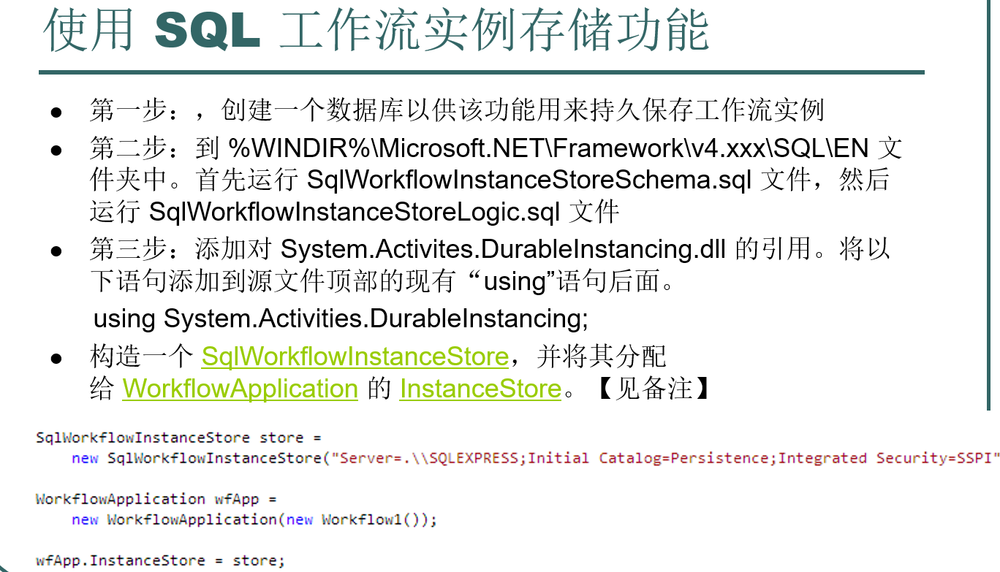 使用 SQL 工作流实例存储功能
● 第一步：，创建一个数据库以供该功能用来持久保存工作流实例
● 第二步：到 %WINDIR%\Microsoft.NET\Framework\v4.xxx\SQL\EN 文
件夹中。首先运行 SqlWorkflowInstanceStoreSchema.sql 文件，然后
运行 SqlWorkflowInstanceStoreLogic.sql 文件
● 第三步：添加对 System.Activites.DurableInstancing.dll 的引用。将以
下语句添加到源文件顶部的现有“using”语句后面。
using System.Activities.DurableInstancing;
● 构造一个 SqlWorkflowInstanceStore，并将其分配
给 WorkflowApplication 的 InstanceStore。【见备注】
SqlWorkflowInstanceStore store =
    new SqlWorkflowInstanceStore("Server=.\\SQLEXPRESS;Initial Catalog=Persistence;Integrated Security=SSPI"
WorkflowApplication wfApp =
    new WorkflowApplication(new Workflow1());
wfApp.InstanceStore = store;